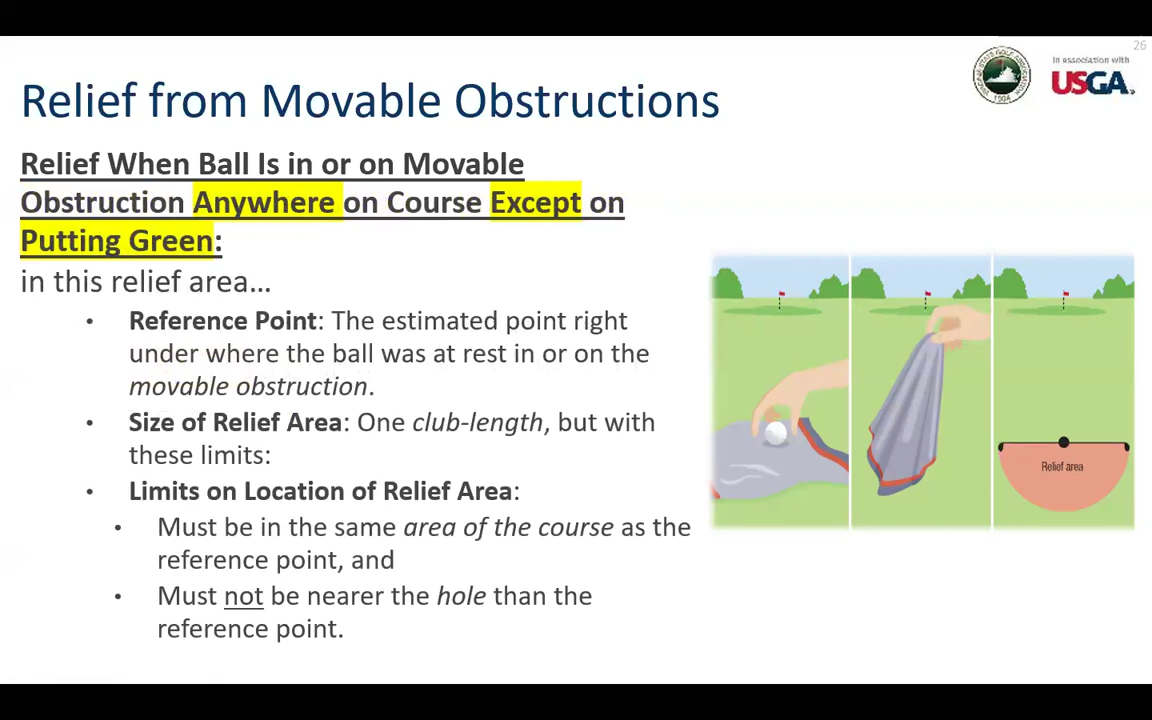 26
In association with
USGA
Relief from Movable Obstructions
Relief When Ball Is in or on Movable
Obstruction Anywhere on Course Except on
Putting Green:
in this relief area...
• Reference Point: The estimated point right
under where the ball was at rest in or on the
movable obstruction.
• Size of Relief Area: One club-length, but with
these limits:
• Limits on Location of Relief Area:
• Must be in the same area of the course as the
reference point, and
• Must not be nearer the hole than the
reference point.
Relief area